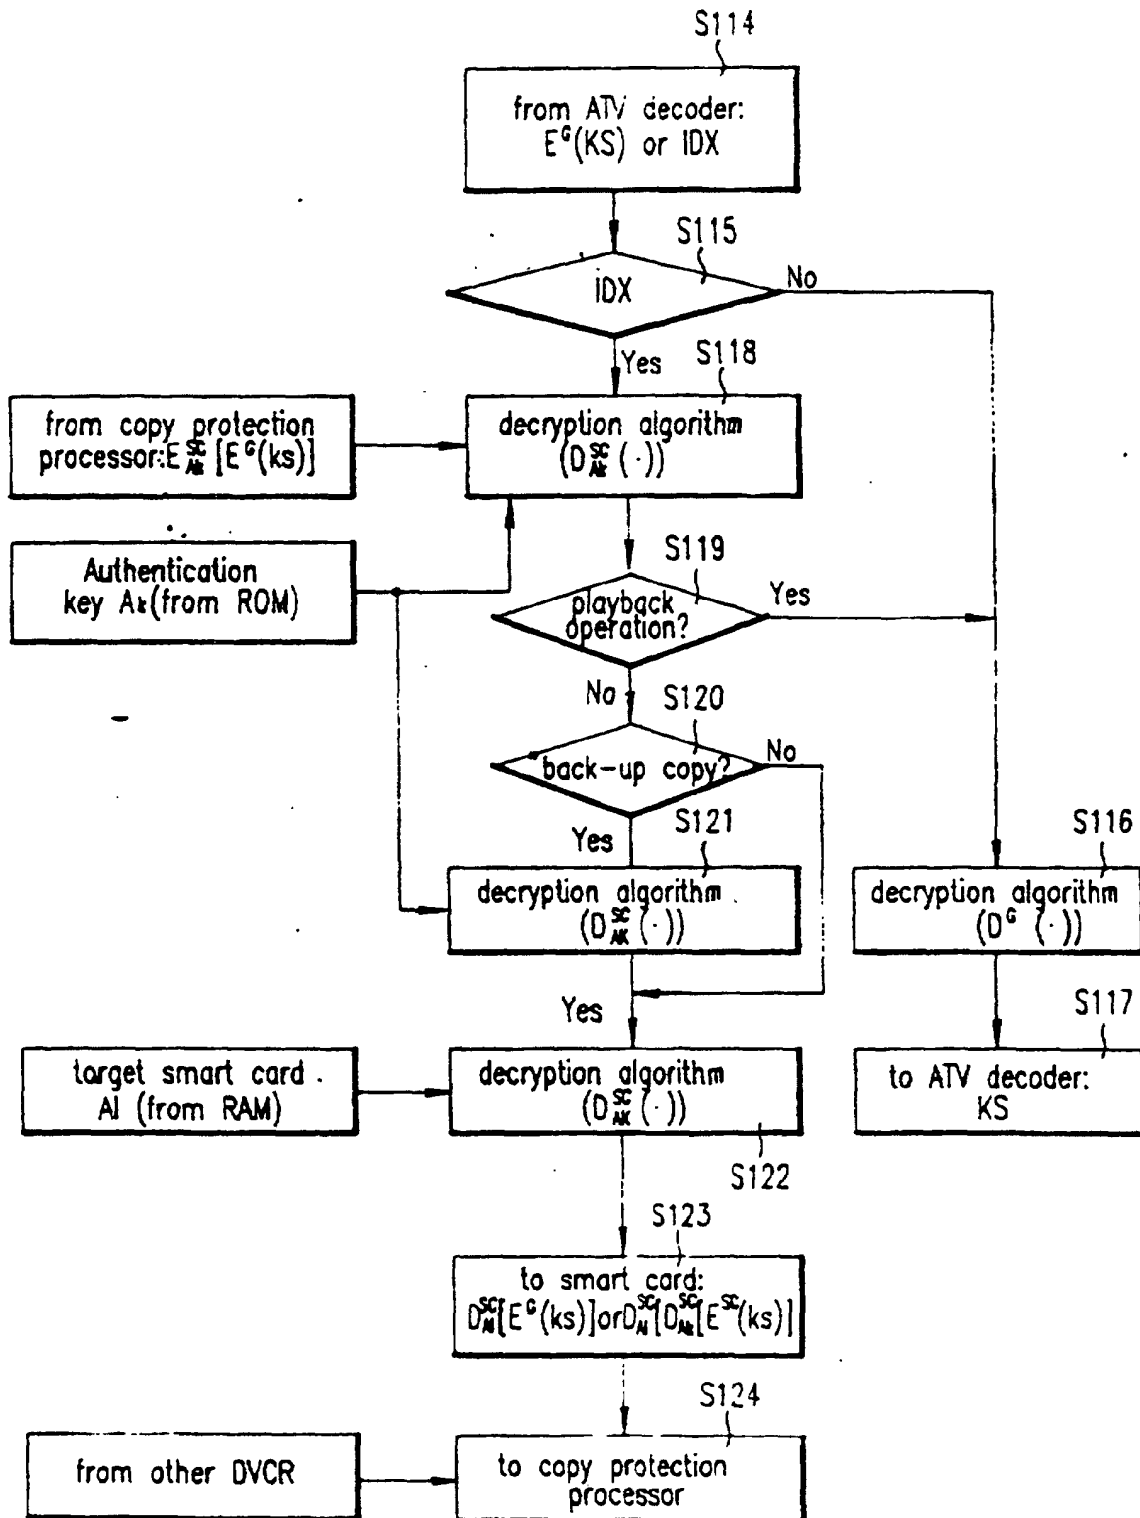 S114
from ATV decoder:
E^G(KS) or IDX
S115
IDX
No
Yes
S118
from copy protection
processor:E^SC_Ak[E^G(ks)]
decryption algorithm
(D^SC_Ak(·))
Authentication
key Ak(from ROM)
S119
playback
operation?
Yes
No
S120
back-up copy?
No
Yes
S121
S116
decryption algorithm
(D^SC_AK(·))
decryption algorithm
(D^G (·))
Yes
S117
target smart card
AI (from RAM)
decryption algorithm
(D^SC_AK(·))
to ATV decoder:
KS
S122
S123
to smart card:
D^SC_AI[E^G(ks)]orD^SC_AI[D^SC_Ak[E^SC(ks)]
S124
from other DVCR
to copy protection
processor